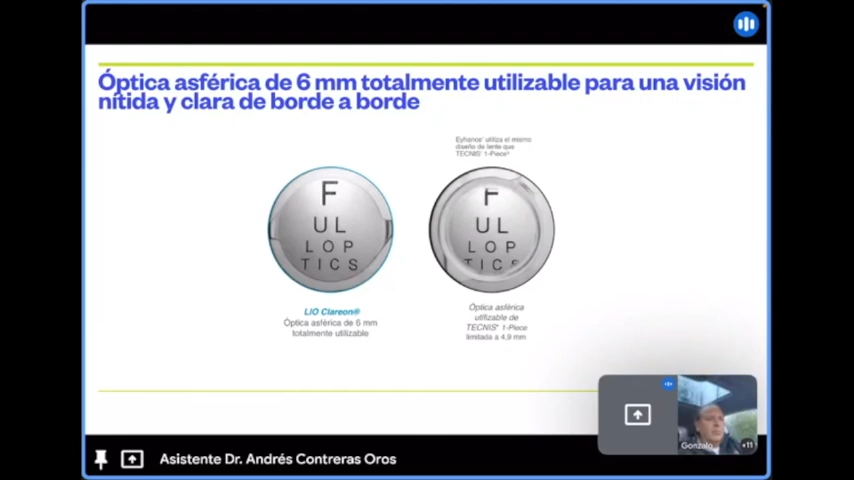 Óptica asférica de 6 mm totalmente utilizable para una visión
nítida y clara de borde a borde
Eyhance® utiliza el mismo
diseño de lente que
TECNIS® 1-Piece
F
UL
LOP
TICS
F
UL
LOP
TICS
LIO Clareon®
Óptica asférica de 6 mm
totalmente utilizable
Óptica asférica
utilizable de
TECNIS® 1-Piece
limitada a 4,9 mm
Gonzalo
+11
Asistente Dr. Andrés Contreras Oros